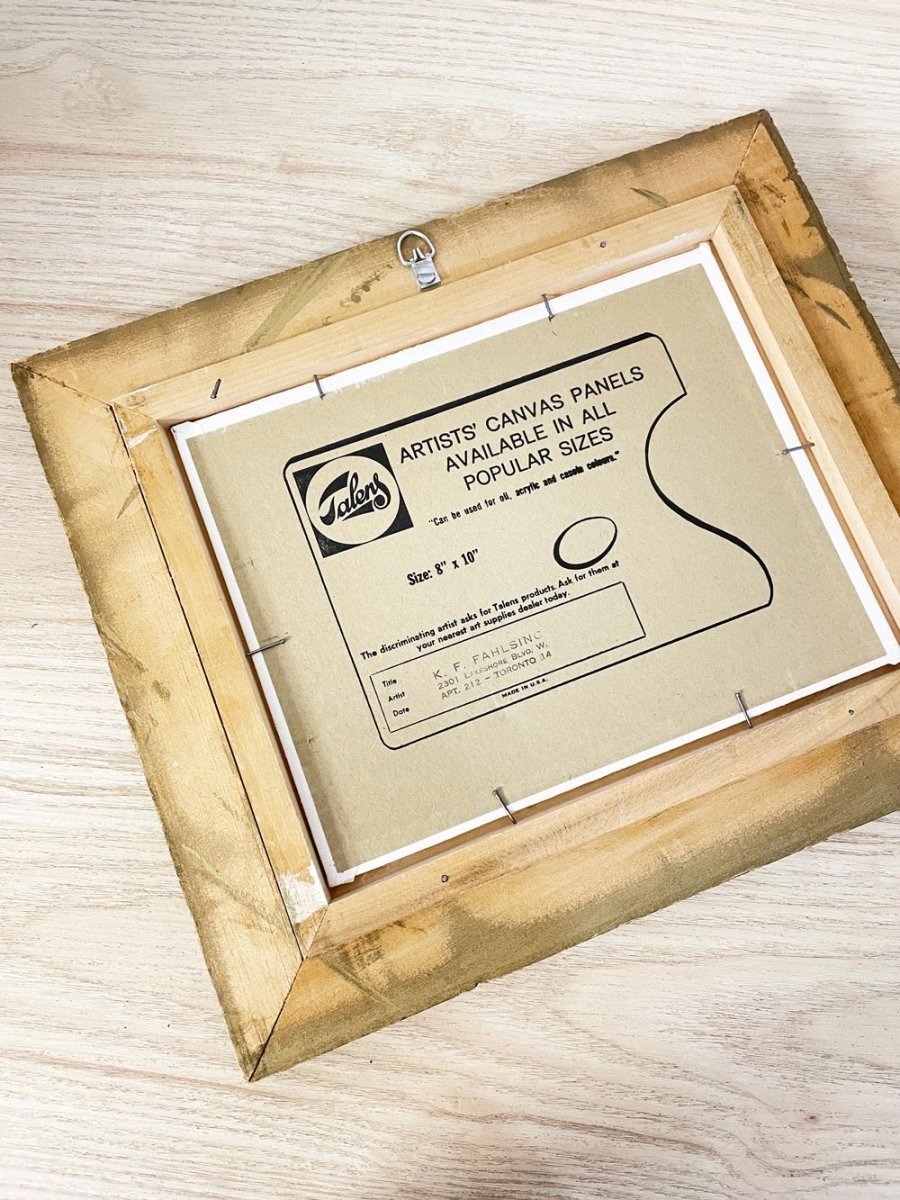 Talens
ARTISTS' CANVAS PANELS
AVAILABLE IN ALL
POPULAR SIZES
"Can be used for oil, acrylic and casein colours."
Size: 8" x 10"
The discriminating artist asks for Talens products. Ask for them at
your nearest art supplies dealer today.
Title
Artist
Date
K. F. FAHLSING
2301 LAKESHORE BLVD. W.
APT. 212 - TORONTO 14
MADE IN U.S.A.